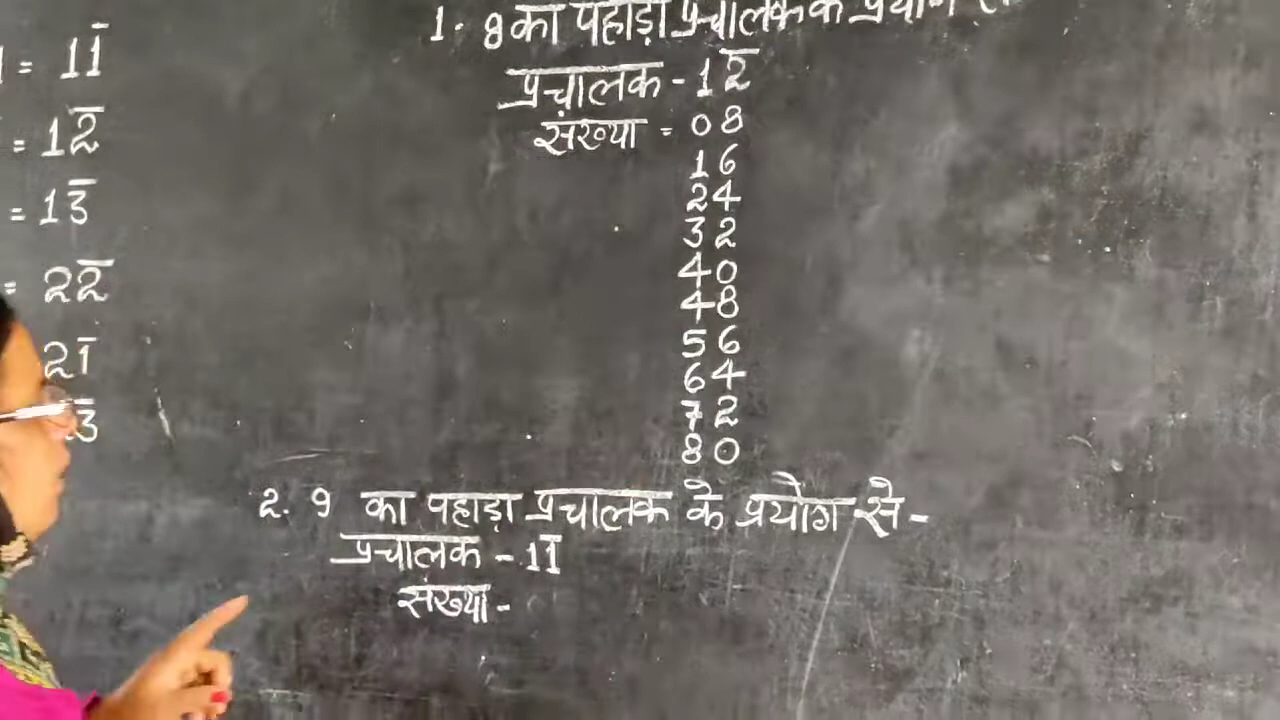 = 11̅
= 12̅
= 13̅
= 22̅
21̅
3̅
1. 8 का पहाड़ा प्रचालक के प्रयोग
प्रचालक - 12̅
संख्या = 08
16
24
32
40
48
56
64
72
80
2. 9 का पहाड़ा प्रचालक के प्रयोग से -
प्रचालक - 11̅
संख्या -